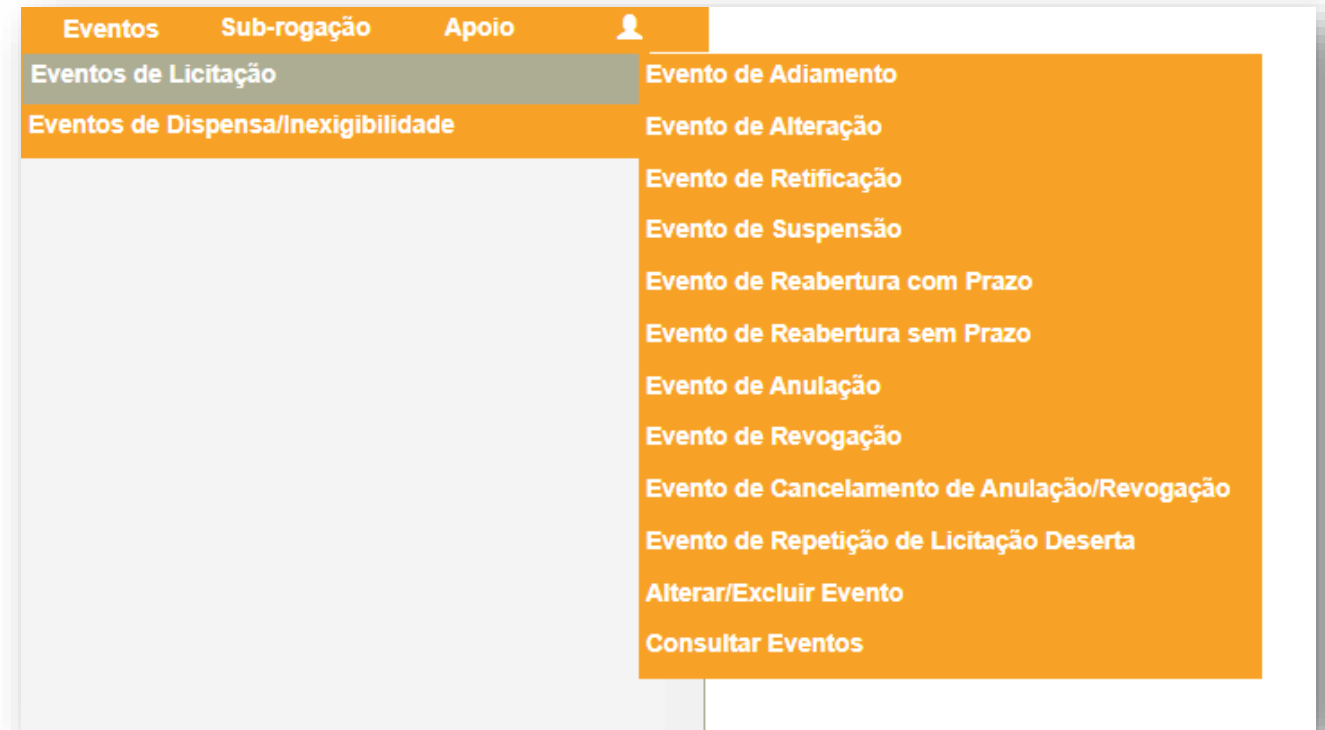 Eventos Sub-rogação Apoio
Eventos de Licitação
Eventos de Dispensa/Inexigibilidade
Evento de Adiamento
Evento de Alteração
Evento de Retificação
Evento de Suspensão
Evento de Reabertura com Prazo
Evento de Reabertura sem Prazo
Evento de Anulação
Evento de Revogação
Evento de Cancelamento de Anulação/Revogação
Evento de Repetição de Licitação Deserta
Alterar/Excluir Evento
Consultar Eventos